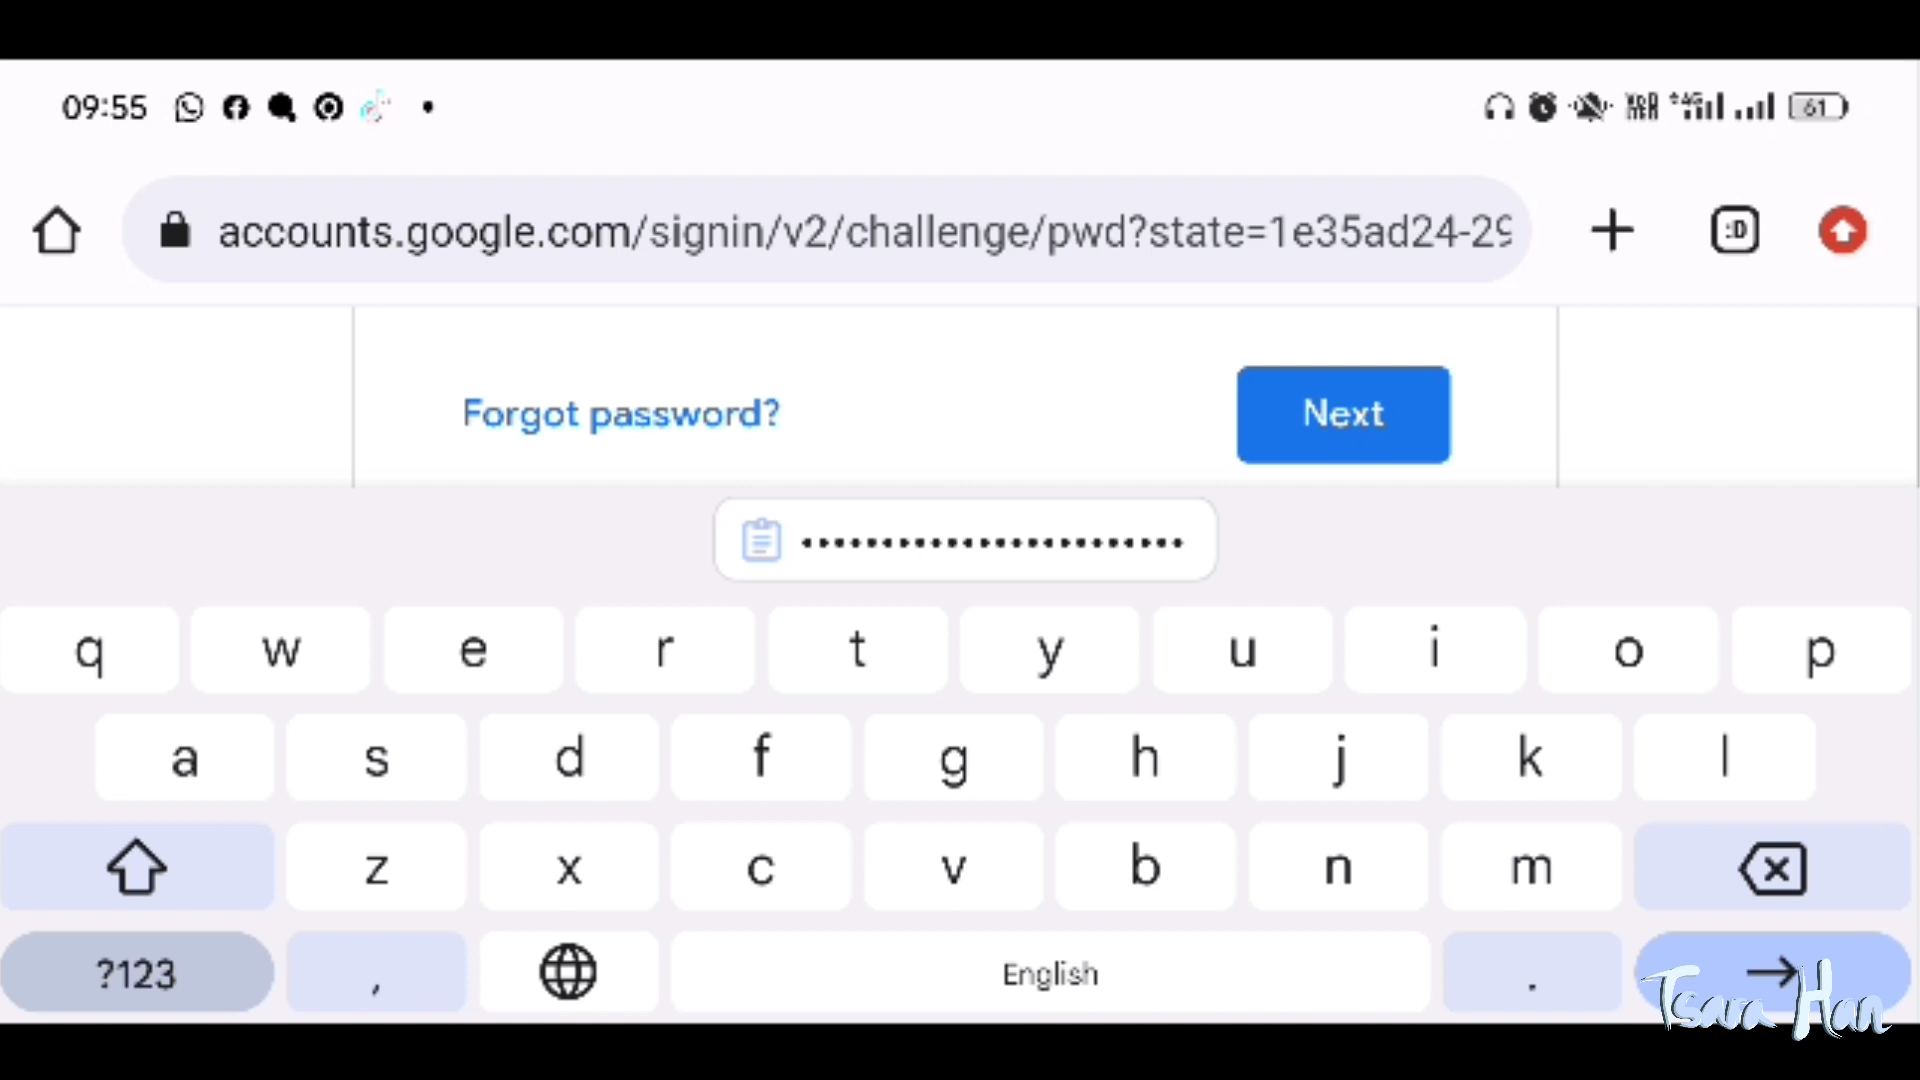 09:55
61
accounts.google.com/signin/v2/challenge/pwd?state=1e35ad24-29
:D
Forgot password?
Next
••••••••••••••••••••••••
q w e r t y u i o p
a s d f g h j k l
z x c v b n m
?123 , English .
Tsara Han